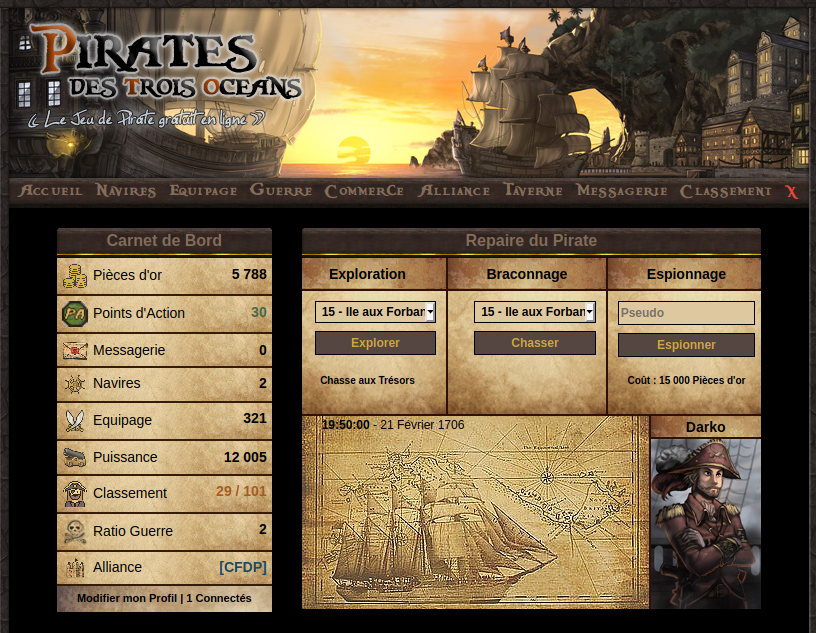 PIRATES
DES TROIS OCEANS
« Le Jeu de Pirate gratuit en ligne »
Accueil Navires Equipage Guerre Commerce Alliance Taverne Messagerie Classement X
Carnet de Bord
Pièces d'or 5 788
PA Points d'Action 30
Messagerie 0
Navires 2
Equipage 321
Puissance 12 005
Classement 29 / 101
Ratio Guerre 2
Alliance [CFDP]
Modifier mon Profil | 1 Connectés
Repaire du Pirate
Exploration Braconnage Espionnage
15 - Ile aux Forban 15 - Ile aux Forban Pseudo
Explorer Chasser Espionner
Chasse aux Trésors Coût : 15 000 Pièces d'or
19:50:00 - 21 Février 1706
Darko